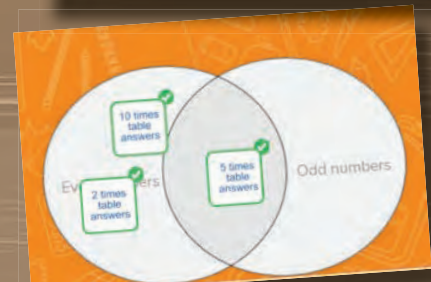 10 times
table
answers
5 times
table
answers
Odd numbers
2 times
table
answers